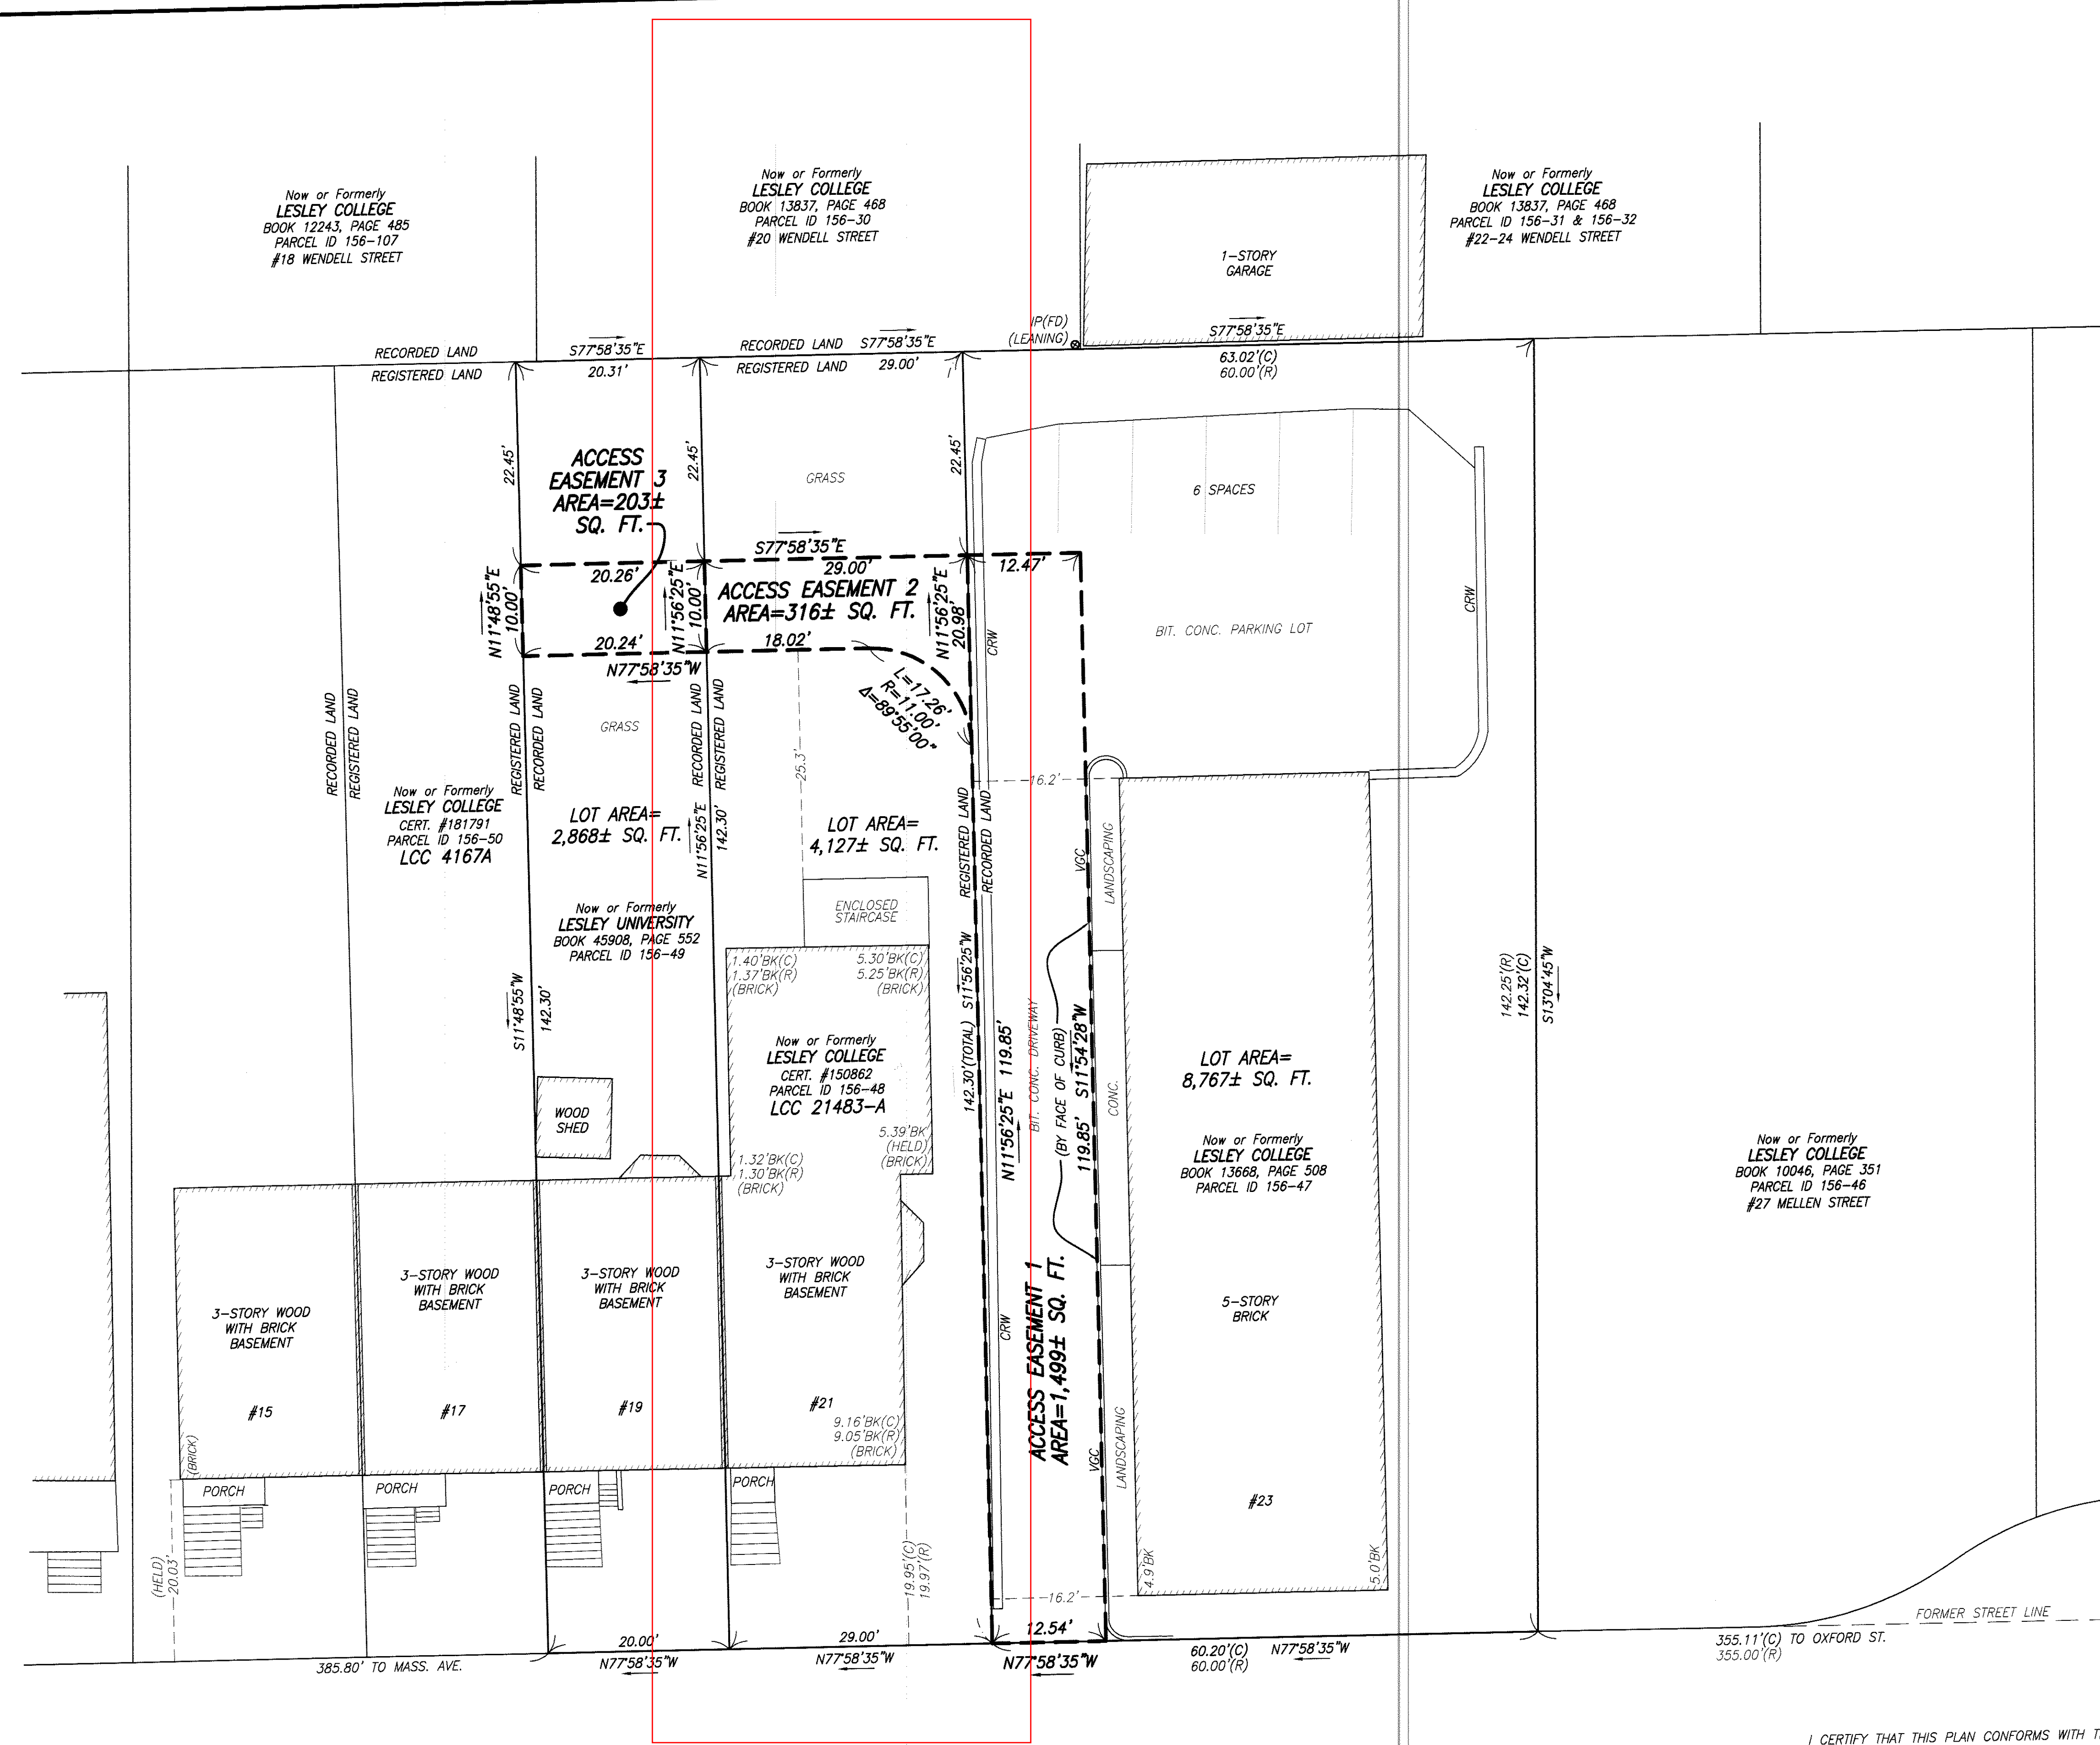 Now or Formerly
LESLEY COLLEGE
BOOK 12243, PAGE 485
PARCEL ID 156-107
#18 WENDELL STREET
Now or Formerly
LESLEY COLLEGE
BOOK 13837, PAGE 468
PARCEL ID 156-30
#20 WENDELL STREET
1-STORY
GARAGE
Now or Formerly
LESLEY COLLEGE
BOOK 13837, PAGE 468
PARCEL ID 156-31 & 156-32
#22-24 WENDELL STREET
IP(FD)
(LEANING)
S77°58'35"E
63.02'(C)
60.00'(R)
RECORDED LAND
REGISTERED LAND
S77°58'35"E
20.31'
RECORDED LAND S77°58'35"E
REGISTERED LAND 29.00'
22.45'
22.45'
22.45'
ACCESS
EASEMENT 3
AREA=203±
SQ. FT.
GRASS
6 SPACES
S77°58'35"E
29.00'
12.47'
20.26'
N11°48'55"E
10.00'
N11°56'25"E
10.00'
ACCESS EASEMENT 2
AREA=316± SQ. FT.
N11°56'25"E
20.98'
CRW
CRW
BIT. CONC. PARKING LOT
20.24'
N77°58'35"W
18.02'
L=17.26'
R=11.00'
Δ=89°55'00"
RECORDED LAND
REGISTERED LAND
REGISTERED LAND
RECORDED LAND
RECORDED LAND
REGISTERED LAND
GRASS
25.3'
16.2'
Now or Formerly
LESLEY COLLEGE
CERT. #181791
PARCEL ID 156-50
LCC 4167A
LOT AREA=
2,868± SQ. FT.
N11°56'25"E
142.30'
LOT AREA=
4,127± SQ. FT.
REGISTERED LAND
RECORDED LAND
VGC
LANDSCAPING
ENCLOSED
STAIRCASE
Now or Formerly
LESLEY UNIVERSITY
BOOK 45908, PAGE 552
PARCEL ID 156-49
S11°48'55"W
142.30'
1.40'BK(C)
1.37'BK(R)
(BRICK)
5.30'BK(C)
5.25'BK(R)
(BRICK)
142.30'(TOTAL) S11°56'25"W
N11°56'25"E 119.85'
BIT. CONC. DRIVEWAY
(BY FACE OF CURB)
119.85' S11°54'28"W
CONC.
142.25'(R)
142.32'(C)
S13°04'45"W
Now or Formerly
LESLEY COLLEGE
CERT. #150862
PARCEL ID 156-48
LCC 21483-A
LOT AREA=
8,767± SQ. FT.
WOOD
SHED
5.39'BK
(HELD)
(BRICK)
1.32'BK(C)
1.30'BK(R)
(BRICK)
Now or Formerly
LESLEY COLLEGE
BOOK 13668, PAGE 508
PARCEL ID 156-47
Now or Formerly
LESLEY COLLEGE
BOOK 10046, PAGE 351
PARCEL ID 156-46
#27 MELLEN STREET
3-STORY WOOD
WITH BRICK
BASEMENT
#15
(BRICK)
3-STORY WOOD
WITH BRICK
BASEMENT
#17
3-STORY WOOD
WITH BRICK
BASEMENT
#19
3-STORY WOOD
WITH BRICK
BASEMENT
#21
9.16'BK(C)
9.05'BK(R)
(BRICK)
CRW
ACCESS EASEMENT 1
AREA=1,499± SQ. FT.
VGC
LANDSCAPING
5-STORY
BRICK
#23
PORCH
PORCH
PORCH
PORCH
(HELD)
20.03'
19.95'(C)
19.97'(R)
16.2'
4.9'BK
5.0'BK
FORMER STREET LINE
385.80' TO MASS. AVE.
20.00'
N77°58'35"W
29.00'
N77°58'35"W
12.54'
N77°58'35"W
60.20'(C) N77°58'35"W
60.00'(R)
355.11'(C) TO OXFORD ST.
355.00'(R)
I CERTIFY THAT THIS PLAN CONFORMS WITH